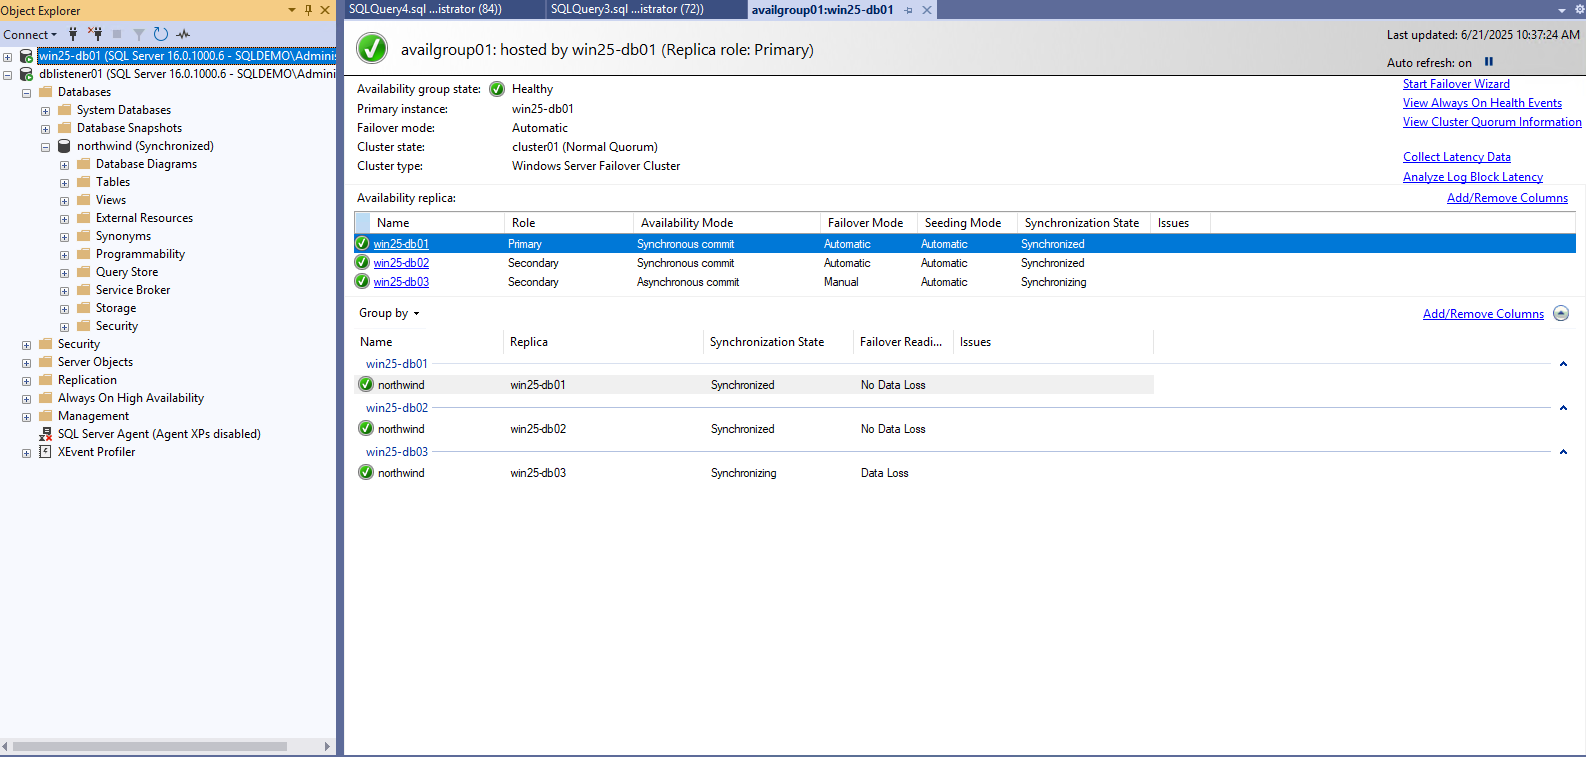 Object Explorer
Connect
win25-db01 (SQL Server 16.0.1000.6 - SQLDEMO\Adminis
dblistener01 (SQL Server 16.0.1000.6 - SQLDEMO\Admini
Databases
System Databases
Database Snapshots
northwind (Synchronized)
Database Diagrams
Tables
Views
External Resources
Synonyms
Programmability
Query Store
Service Broker
Storage
Security
Security
Server Objects
Replication
Always On High Availability
Management
SQL Server Agent (Agent XPs disabled)
XEvent Profiler
SQLQuery4.sql ...istrator (84))
SQLQuery3.sql ...istrator (72))
availgroup01:win25-db01
availgroup01: hosted by win25-db01 (Replica role: Primary)
Last updated: 6/21/2025 10:37:24 AM
Auto refresh: on
Availability group state: Healthy
Primary instance: win25-db01
Failover mode: Automatic
Cluster state: cluster01 (Normal Quorum)
Cluster type: Windows Server Failover Cluster
Start Failover Wizard
View Always On Health Events
View Cluster Quorum Information
Collect Latency Data
Analyze Log Block Latency
Availability replica:
Add/Remove Columns
Name Role Availability Mode Failover Mode Seeding Mode Synchronization State Issues
win25-db01 Primary Synchronous commit Automatic Automatic Synchronized
win25-db02 Secondary Synchronous commit Automatic Automatic Synchronized
win25-db03 Secondary Asynchronous commit Manual Automatic Synchronizing
Group by
Add/Remove Columns
Name Replica Synchronization State Failover Readi... Issues
win25-db01
northwind win25-db01 Synchronized No Data Loss
win25-db02
northwind win25-db02 Synchronized No Data Loss
win25-db03
northwind win25-db03 Synchronizing Data Loss